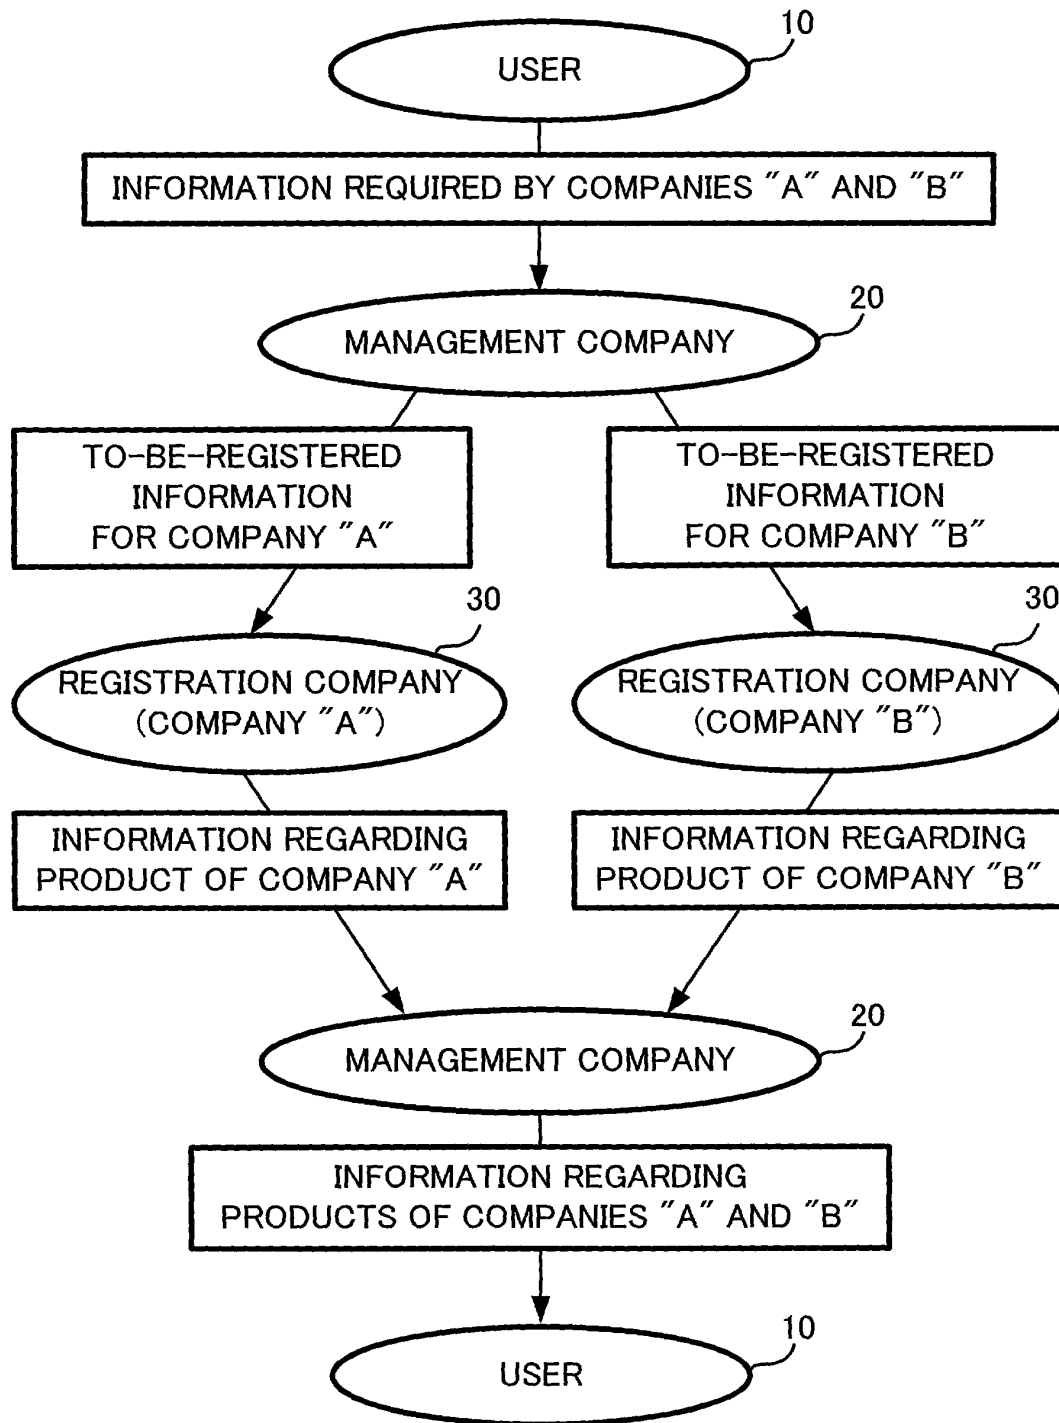 10
USER
INFORMATION REQUIRED BY COMPANIES "A" AND "B"
20
MANAGEMENT COMPANY
TO-BE-REGISTERED
INFORMATION
FOR COMPANY "A"
TO-BE-REGISTERED
INFORMATION
FOR COMPANY "B"
30
REGISTRATION COMPANY
(COMPANY "A")
30
REGISTRATION COMPANY
(COMPANY "B")
INFORMATION REGARDING
PRODUCT OF COMPANY "A"
INFORMATION REGARDING
PRODUCT OF COMPANY "B"
20
MANAGEMENT COMPANY
INFORMATION REGARDING
PRODUCTS OF COMPANIES "A" AND "B"
10
USER